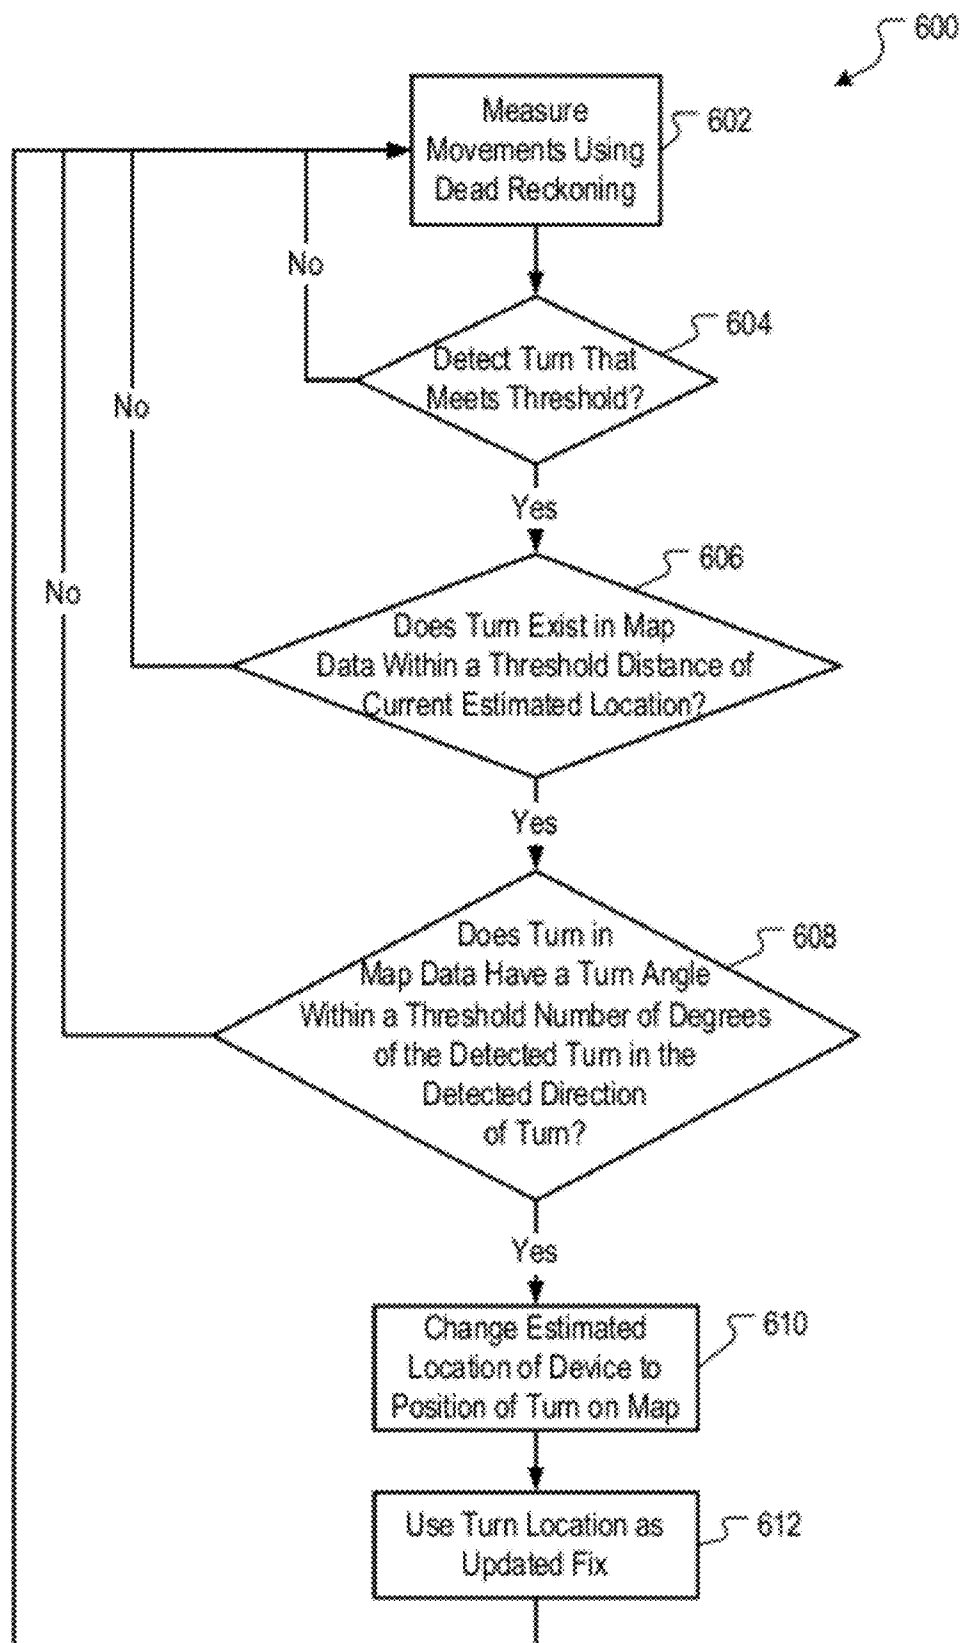 600
Measure
Movements Using
Dead Reckoning
602
No
Detect Turn That
Meets Threshold?
604
No
Yes
Does Turn Exist in Map
Data Within a Threshold Distance of
Current Estimated Location?
606
No
Yes
Does Turn in
Map Data Have a Turn Angle
Within a Threshold Number of Degrees
of the Detected Turn in the
Detected Direction
of Turn?
608
Yes
Change Estimated
Location of Device to
Position of Turn on Map
610
Use Turn Location as
Updated Fix
612